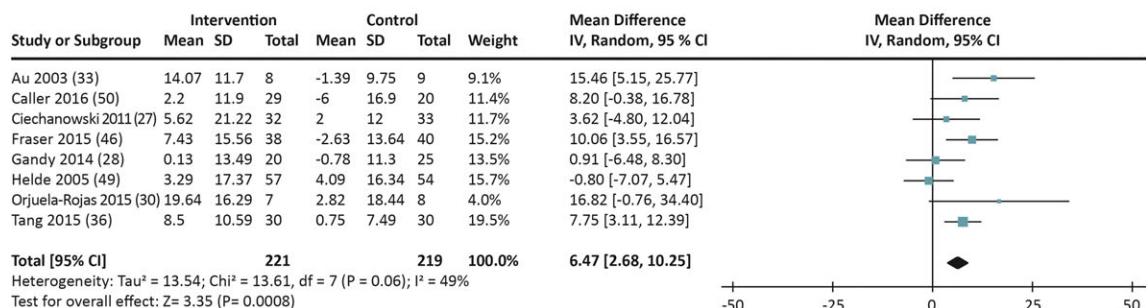 Intervention Control Mean Difference Mean Difference
Study or Subgroup Mean SD Total Mean SD Total Weight IV, Random, 95 % CI IV, Random, 95% CI
Au 2003 (33) 14.07 11.7 8 -1.39 9.75 9 9.1% 15.46 [5.15, 25.77]
Caller 2016 (50) 2.2 11.9 29 -6 16.9 20 11.4% 8.20 [-0.38, 16.78]
Ciechanowski 2011 (27) 5.62 21.22 32 2 12 33 11.7% 3.62 [-4.80, 12.04]
Fraser 2015 (46) 7.43 15.56 38 -2.63 13.64 40 15.2% 10.06 [3.55, 16.57]
Gandy 2014 (28) 0.13 13.49 20 -0.78 11.3 25 13.5% 0.91 [-6.48, 8.30]
Helde 2005 (49) 3.29 17.37 57 4.09 16.34 54 15.7% -0.80 [-7.07, 5.47]
Orjuela-Rojas 2015 (30) 19.64 16.29 7 2.82 18.44 8 4.0% 16.82 [-0.76, 34.40]
Tang 2015 (36) 8.5 10.59 30 0.75 7.49 30 19.5% 7.75 [3.11, 12.39]
Total [95% CI] 221 219 100.0% 6.47 [2.68, 10.25]
Heterogeneity: Tau² = 13.54; Chi² = 13.61, df = 7 (P = 0.06); I² = 49%
Test for overall effect: Z= 3.35 (P= 0.0008)
-50 -25 0 25 50